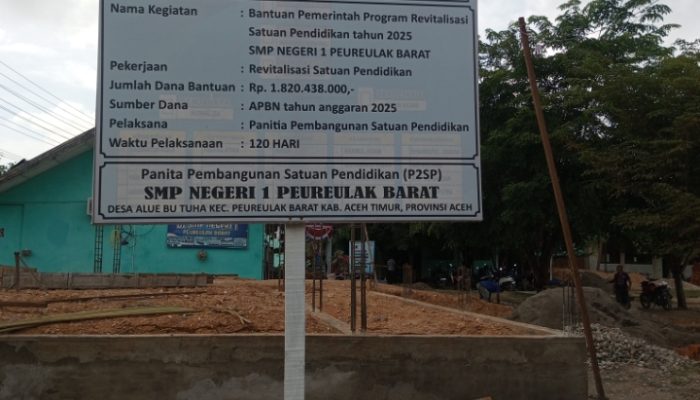 Nama Kegiatan : Bantuan Pemerintah Program Revitalisasi
Satuan Pendidikan tahun 2025
SMP NEGERI 1 PEUREULAK BARAT
Pekerjaan : Revitalisasi Satuan Pendidikan
Jumlah Dana Bantuan : Rp. 1.820.438.000,-
Sumber Dana : APBN tahun anggaran 2025
Pelaksana : Panitia Pembangunan Satuan Pendidikan
Waktu Pelaksanaan : 120 HARI
Panitia Pembangunan Satuan Pendidikan (P2SP)
SMP NEGERI 1 PEUREULAK BARAT
DESA ALUE BU TUHA KEC. PEUREULAK BARAT KAB. ACEH TIMUR, PROVINSI ACEH
PEUREULAK BARAT